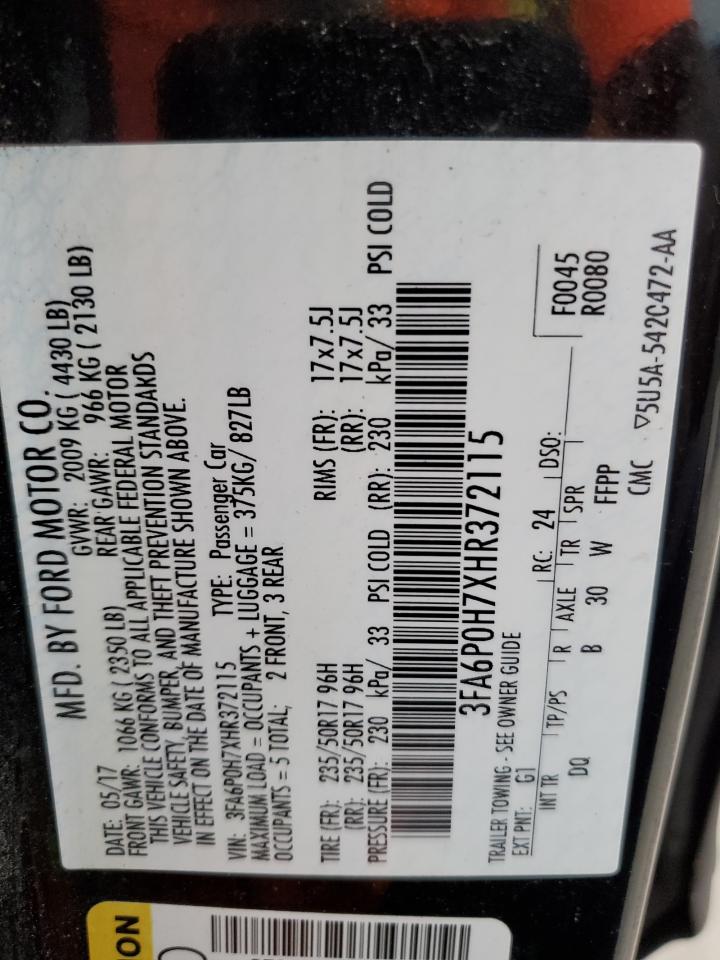 MFD. BY FORD MOTOR CO.
DATE: 05/17 GVWR: 2009 KG ( 4430 LB)
FRONT GAWR: 1066 KG ( 2350 LB) REAR GAWR: 966 KG ( 2130 LB)
THIS VEHICLE CONFORMS TO ALL APPLICABLE FEDERAL MOTOR
VEHICLE SAFETY, BUMPER, AND THEFT PREVENTION STANDARDS
IN EFFECT ON THE DATE OF MANUFACTURE SHOWN ABOVE.
VIN: 3FA6P0H7XHR372115 TYPE: Passenger Car
MAXIMUM LOAD = OCCUPANTS + LUGGAGE = 375KG/ 827LB
OCCUPANTS = 5 TOTAL; 2 FRONT, 3 REAR
TIRE (FR): 235/50R17 96H RIMS (FR): 17x7.5J
(RR): 235/50R17 96H (RR): 17x7.5J
PRESSURE (FR): 230 kPa/ 33 PSI COLD (RR): 230 kPa/ 33 PSI COLD
3FA6P0H7XHR372115
TRAILER TOWING - SEE OWNER GUIDE
EXT PNT: G1 RC: 24 DSO: F0045
INT TR TP/PS R AXLE TR SPR R0080
DQ B 30 W FFPP
CMC ▽5U5A-5420472-AA
ON